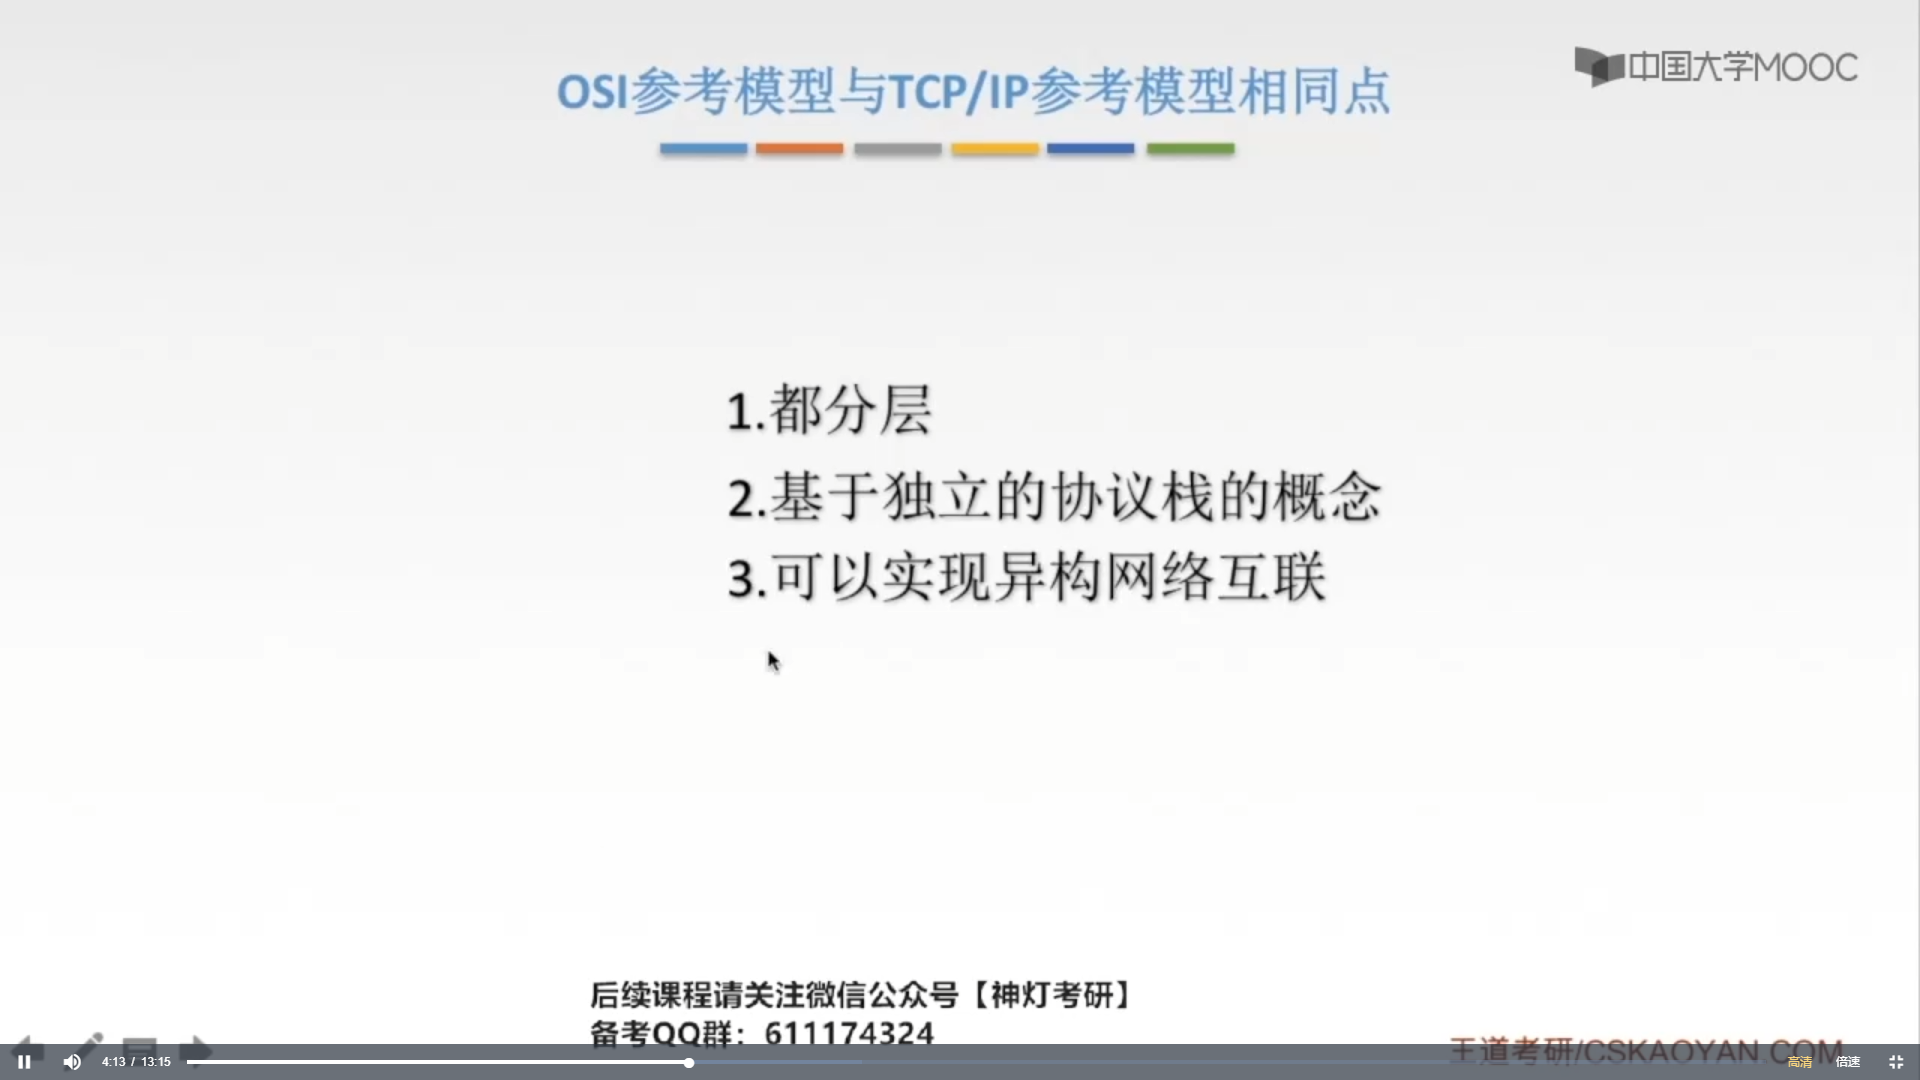 中国大学MOOC
OSI参考模型与TCP/IP参考模型相同点
1.都分层
2.基于独立的协议栈的概念
3.可以实现异构网络互联
后续课程请关注微信公众号【神灯考研】
备考QQ群：611174324
王道考研/CSKAOYAN.COM
4:13 / 13:15
高清
倍速